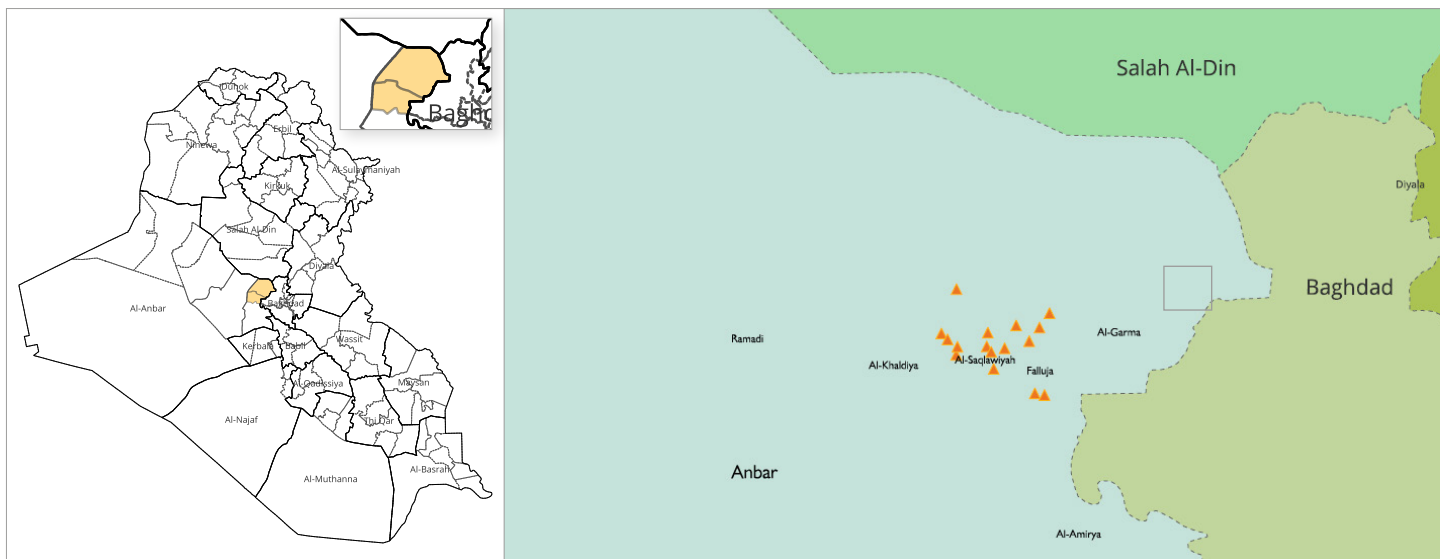 Duhok
Erbil
Ninewa
Al-Sulaymaniyah
Kirkuk
Salah Al-Din
Diyala
Al-Anbar
Baghdad
Wassit
Kerbala
Babil
Al-Qadissiya
Maysan
Al-Najaf
Thi Qar
Al-Basrah
Al-Muthanna
Salah Al-Din
Diyala
Baghdad
Ramadi
Al-Garma
Al-Khaldiya
Al-Saqlawiyah
Falluja
Anbar
Al-Amirya